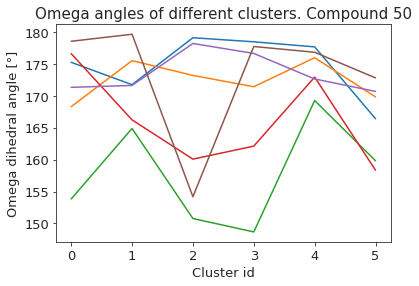 Omega angles of different clusters. Compound 50
180
175
170
165
160
155
150
Omega dihedral angle [°]
0 1 2 3 4 5
Cluster id